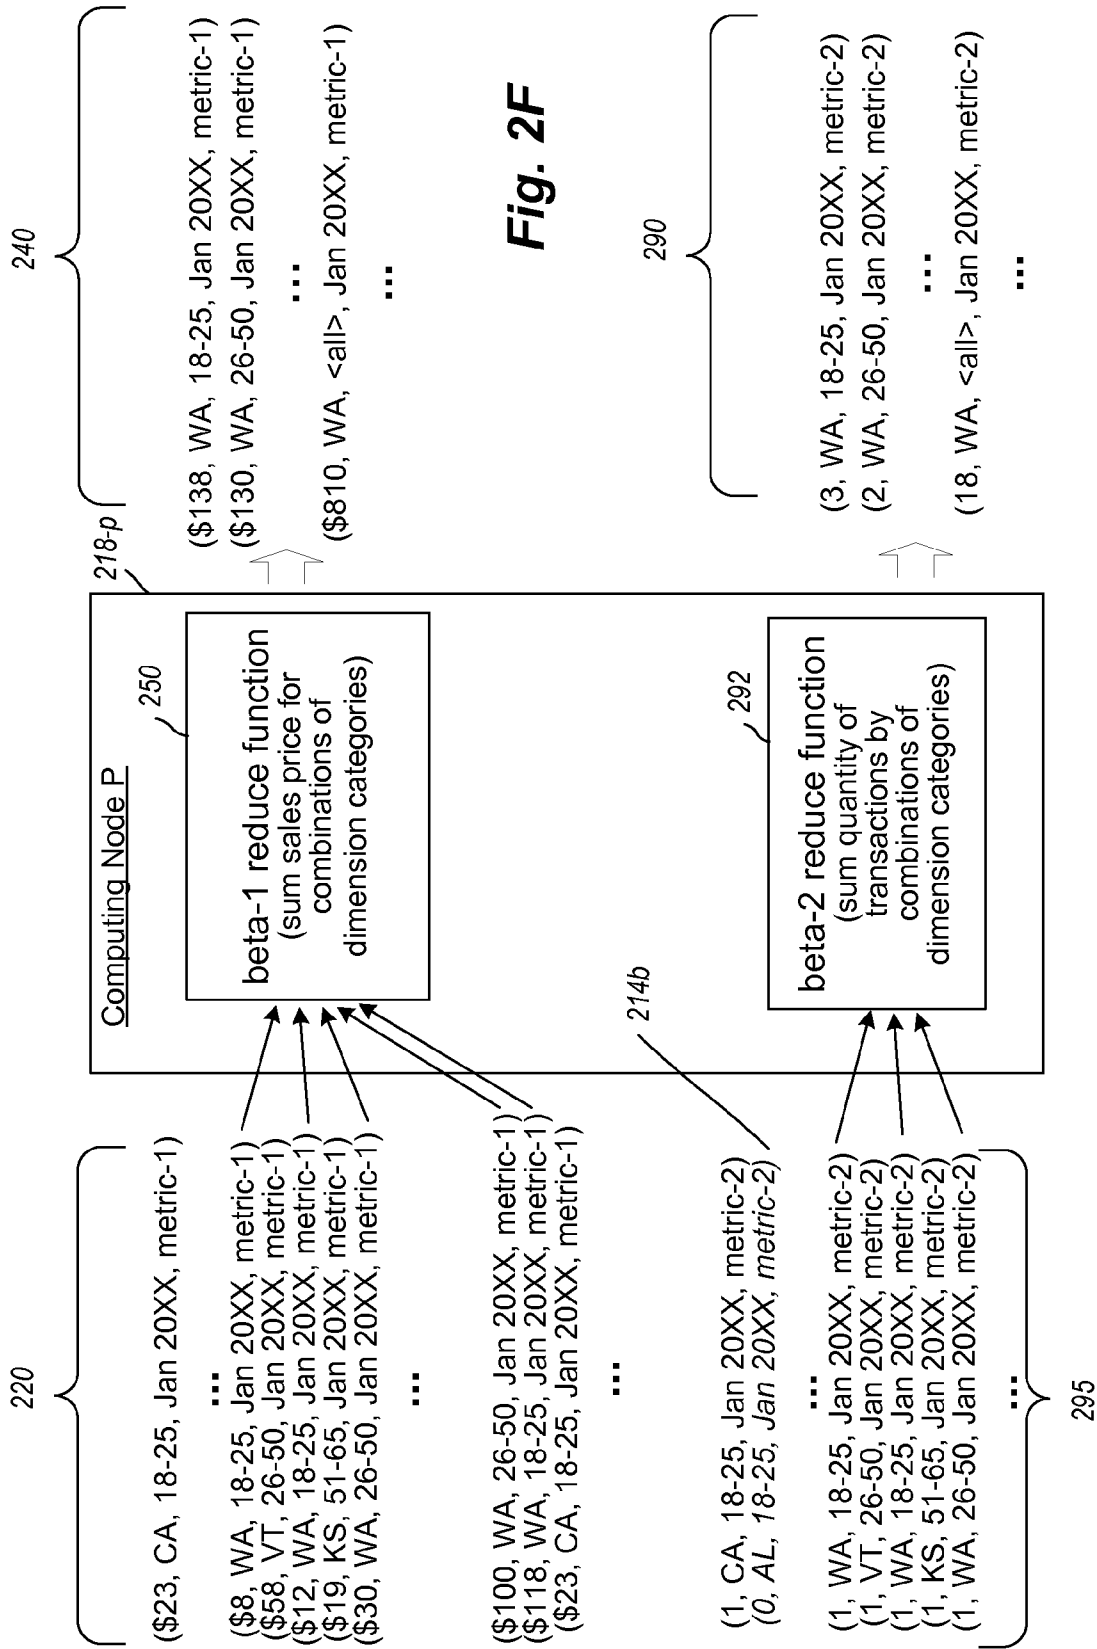 220
($23, CA, 18-25, Jan 20XX, metric-1)
...
($8, WA, 18-25, Jan 20XX, metric-1)
($58, VT, 26-50, Jan 20XX, metric-1)
($12, WA, 18-25, Jan 20XX, metric-1)
($19, KS, 51-65, Jan 20XX, metric-1)
($30, WA, 26-50, Jan 20XX, metric-1)
...
($100, WA, 26-50, Jan 20XX, metric-1)
($118, WA, 18-25, Jan 20XX, metric-1)
($23, CA, 18-25, Jan 20XX, metric-1)
...
(1, CA, 18-25, Jan 20XX, metric-2)
(0, AL, 18-25, Jan 20XX, metric-2)
...
(1, WA, 18-25, Jan 20XX, metric-2)
(1, VT, 26-50, Jan 20XX, metric-2)
(1, WA, 18-25, Jan 20XX, metric-2)
(1, KS, 51-65, Jan 20XX, metric-2)
(1, WA, 26-50, Jan 20XX, metric-2)
...
295
214b
Computing Node P
218-p
250
beta-1 reduce function
(sum sales price for
combinations of
dimension categories)
292
beta-2 reduce function
(sum quantity of
transactions by
combinations of
dimension categories)
240
($138, WA, 18-25, Jan 20XX, metric-1)
($130, WA, 26-50, Jan 20XX, metric-1)
...
($810, WA, <all>, Jan 20XX, metric-1)
...
Fig. 2F
290
(3, WA, 18-25, Jan 20XX, metric-2)
(2, WA, 26-50, Jan 20XX, metric-2)
...
(18, WA, <all>, Jan 20XX, metric-2)
...